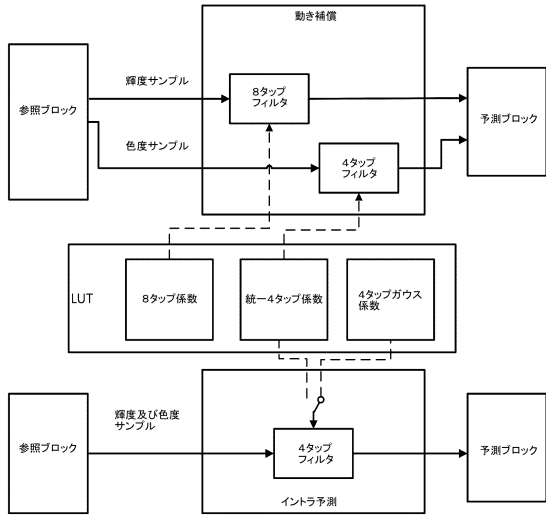 動き補償
参照ブロック
輝度サンプル
8タップ
フィルタ
予測ブロック
色度サンプル
4タップ
フィルタ
LUT
8タップ係数
統一4タップ係数
4タップガウス
係数
参照ブロック
輝度及び色度
サンプル
4タップ
フィルタ
予測ブロック
イントラ予測